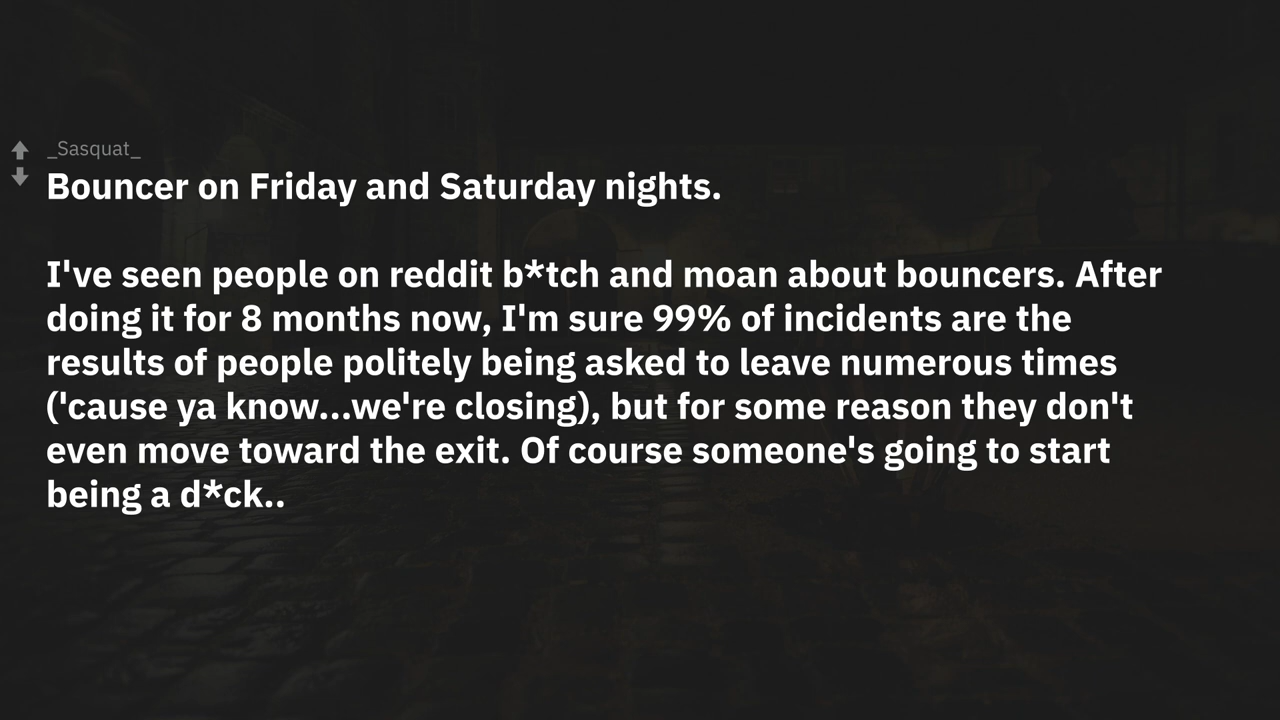 _Sasquat_
Bouncer on Friday and Saturday nights.
I've seen people on reddit b*tch and moan about bouncers. After
doing it for 8 months now, I'm sure 99% of incidents are the
results of people politely being asked to leave numerous times
('cause ya know...we're closing), but for some reason they don't
even move toward the exit. Of course someone's going to start
being a d*ck..